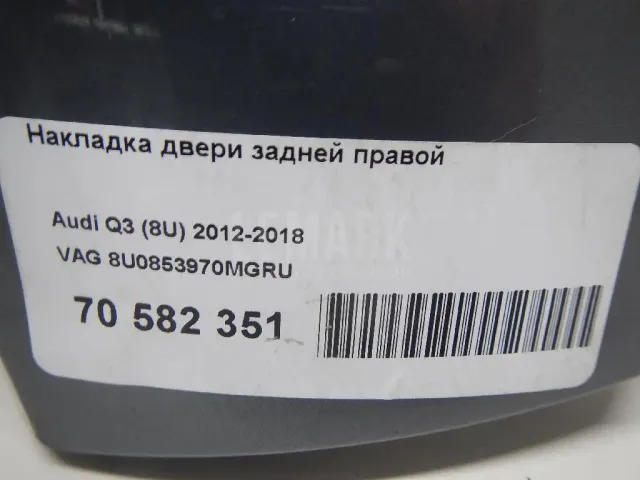 Накладка двери задней правой
Audi Q3 (8U) 2012-2018
VAG 8U0853970MGRU
70 582 351